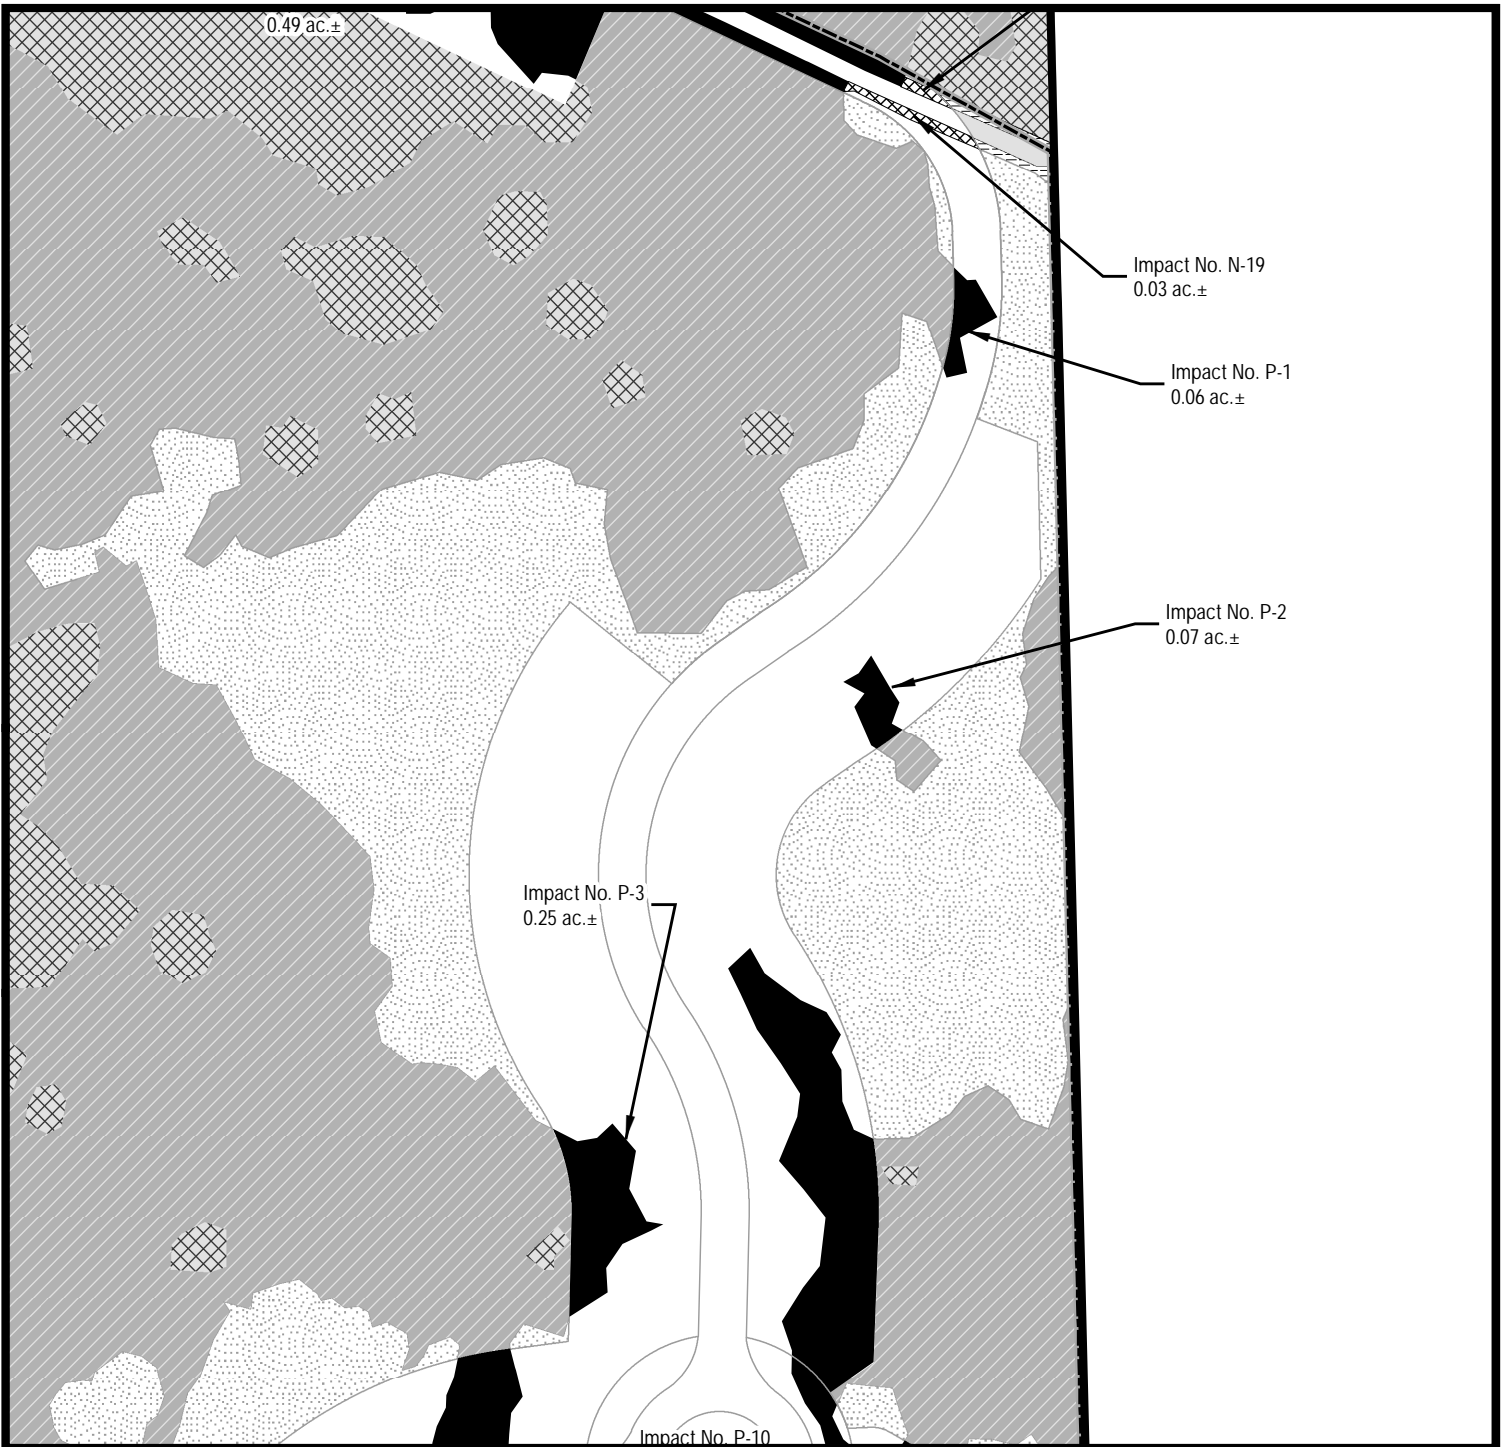 0.49 ac.±
Impact No. N-19
0.03 ac.±
Impact No. P-1
0.06 ac.±
Impact No. P-2
0.07 ac.±
Impact No. P-3
0.25 ac.±
Impact No. P-10